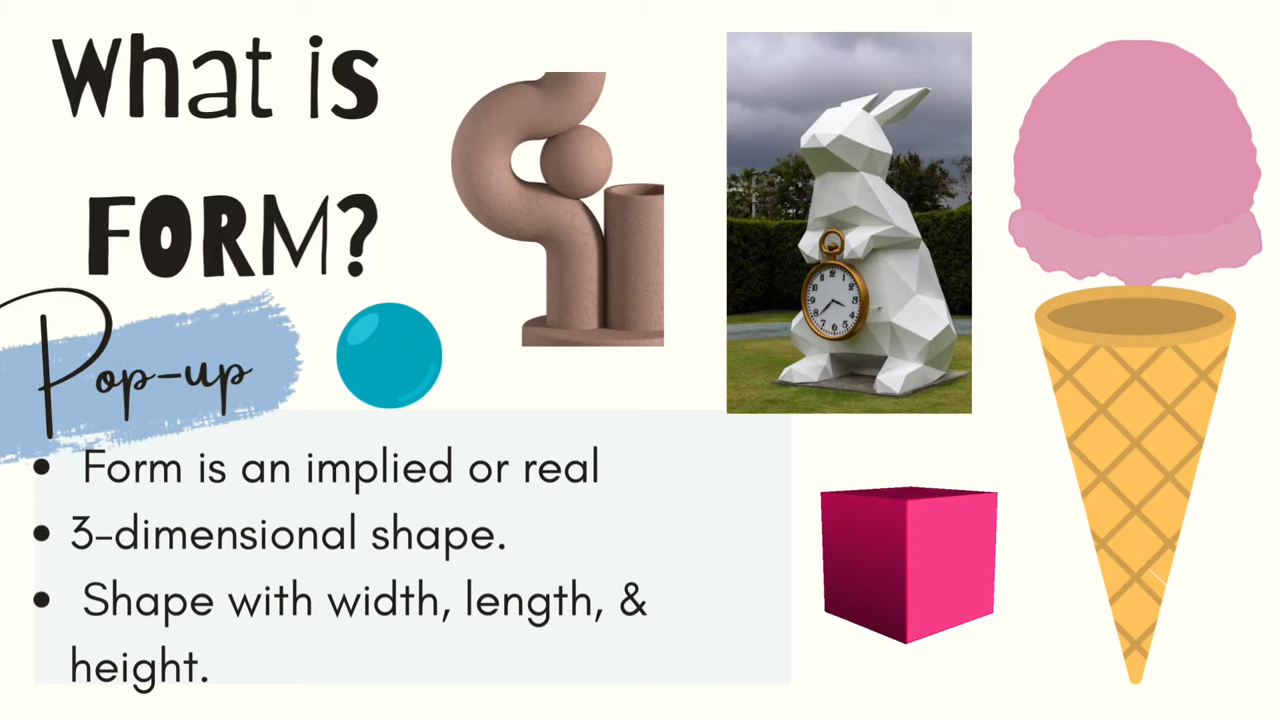 What is
FORM?
Pop-up
• Form is an implied or real
• 3-dimensional shape.
• Shape with width, length, &
height.